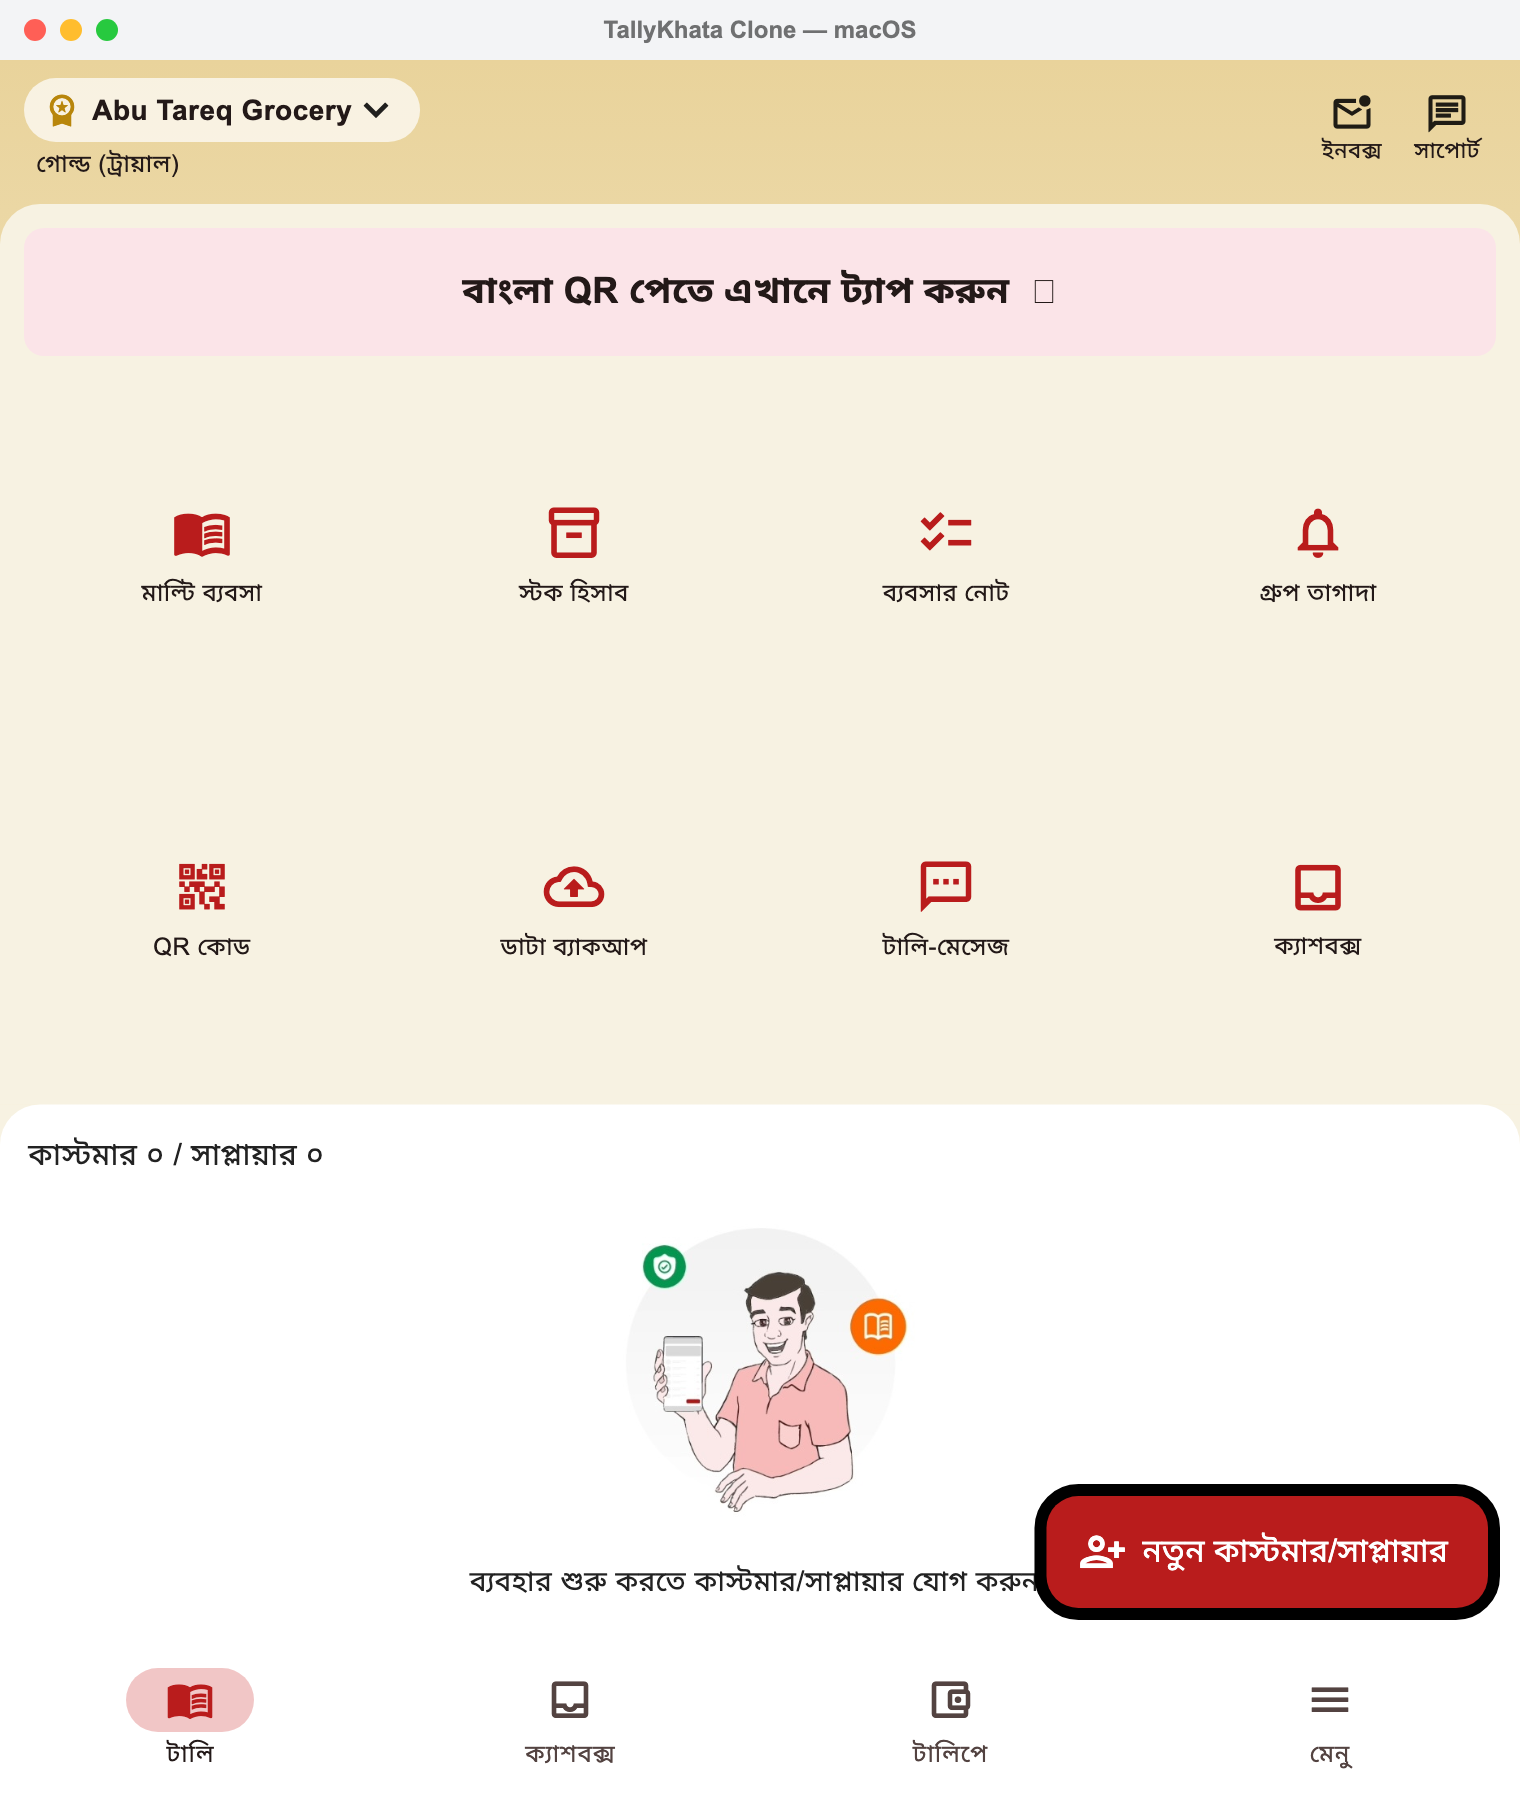 TallyKhata Clone — macOS
Abu Tareq Grocery
গোল্ড (ট্রায়াল)
ইনবক্স
সাপোর্ট
বাংলা QR পেতে এখানে ট্যাপ করুন
মাল্টি ব্যবসা
স্টক হিসাব
ব্যবসার নোট
গ্রুপ তাগাদা
QR কোড
ডাটা ব্যাকআপ
টালি-মেসেজ
ক্যাশবক্স
কাস্টমার ০ / সাপ্লায়ার ০
ব্যবহার শুরু করতে কাস্টমার/সাপ্লায়ার যোগ করুন
নতুন কাস্টমার/সাপ্লায়ার
টালি
ক্যাশবক্স
টালিপে
মেনু